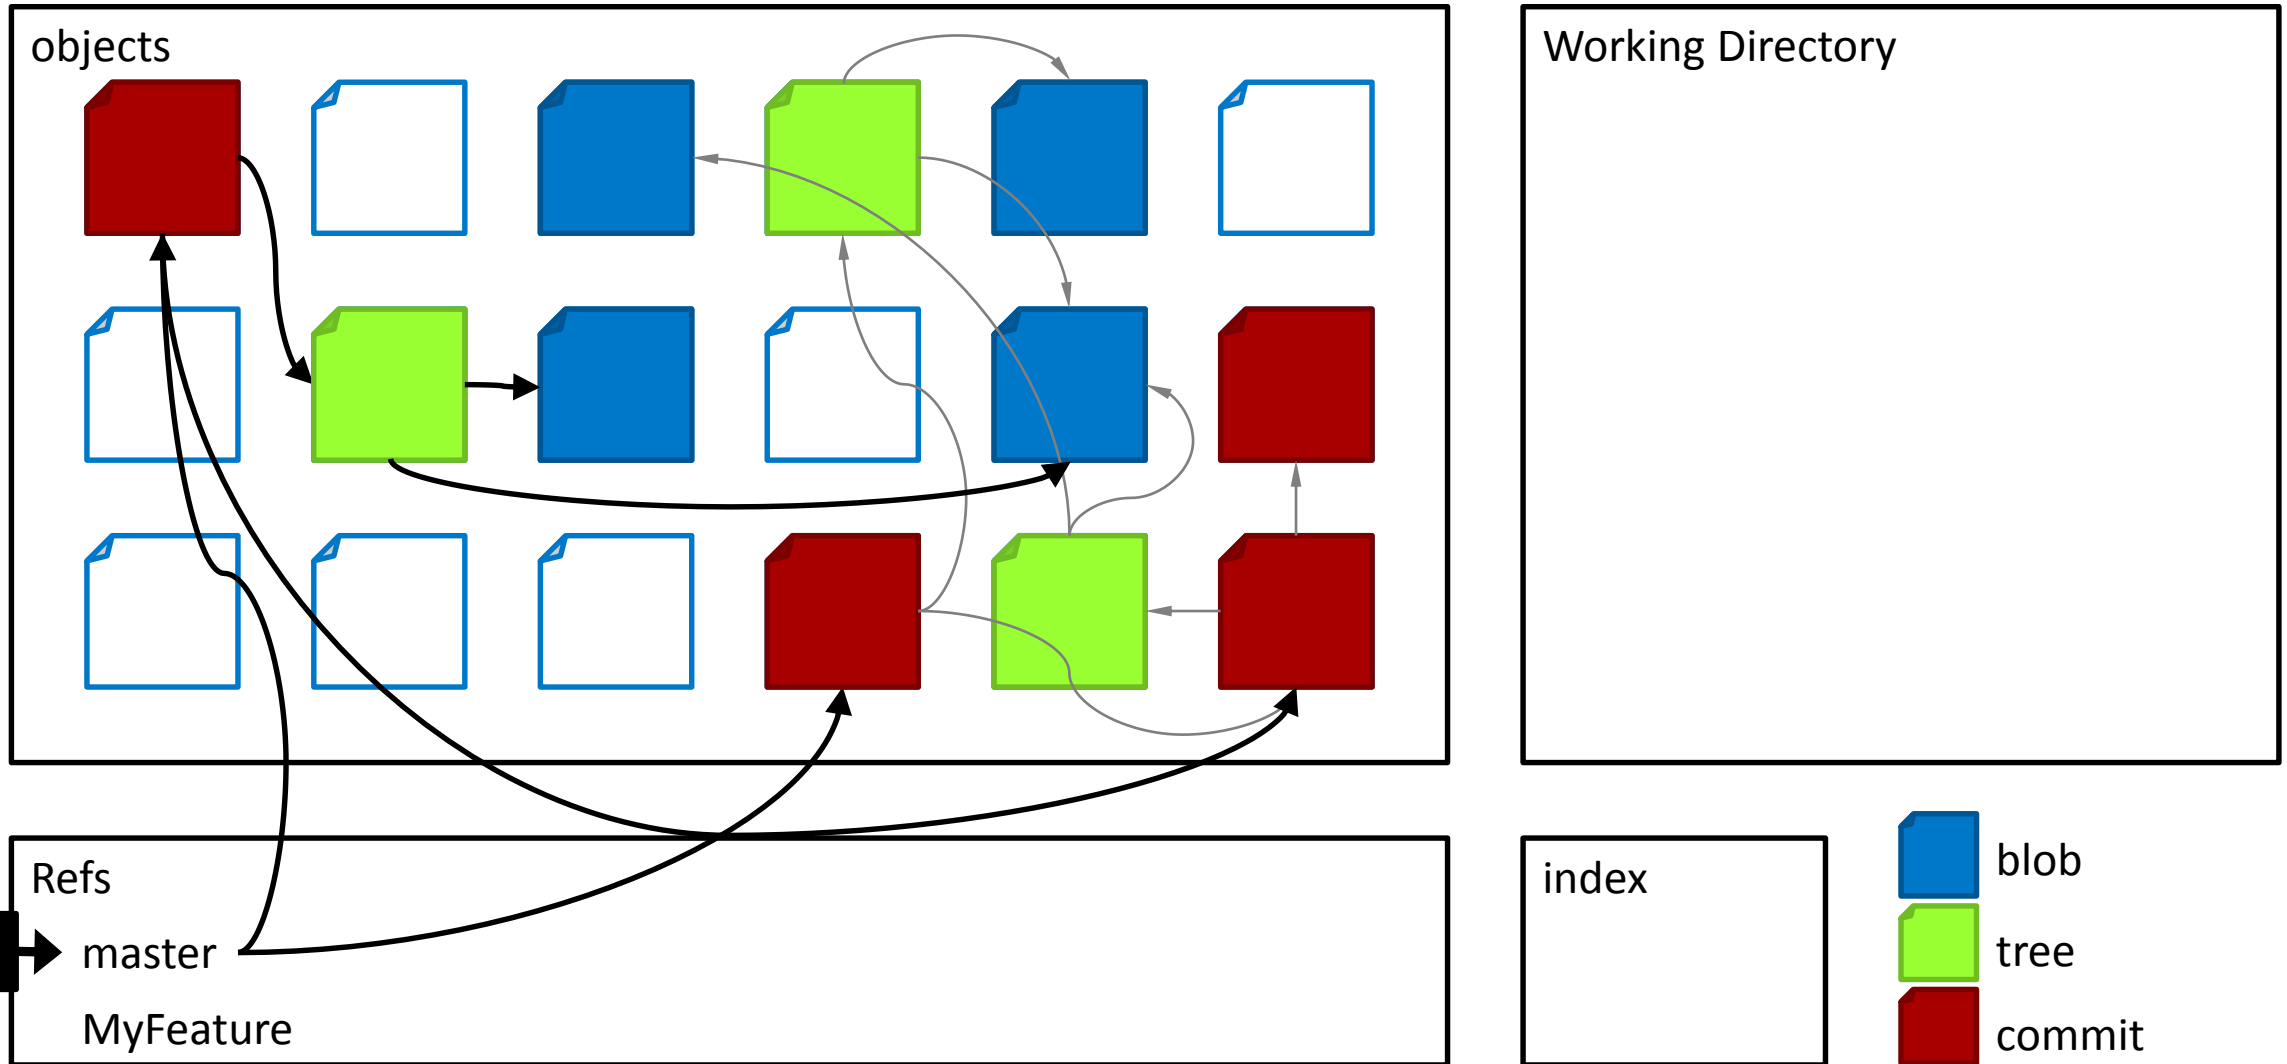 objects
Working Directory
Refs
master
MyFeature
index
blob
tree
commit